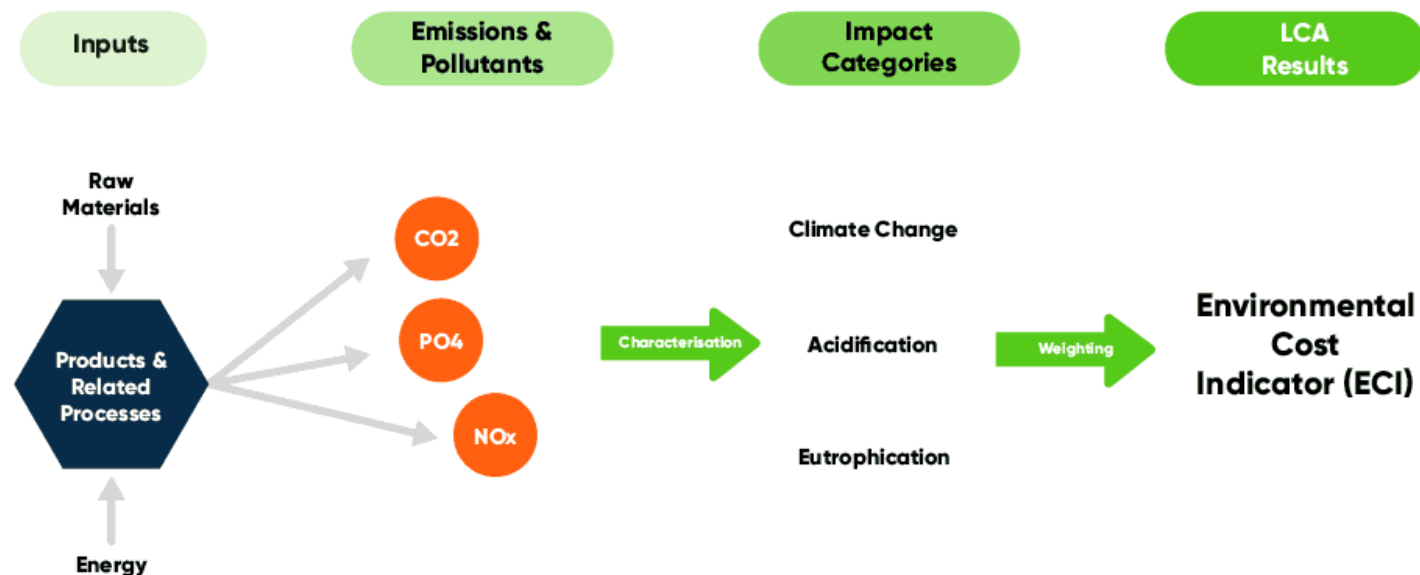 Inputs
Emissions &
Pollutants
Impact
Categories
LCA
Results
Raw
Materials
Products &
Related
Processes
Energy
CO2
PO4
NOx
Characterisation
Climate Change
Acidification
Eutrophication
Weighting
Environmental
Cost
Indicator (ECI)